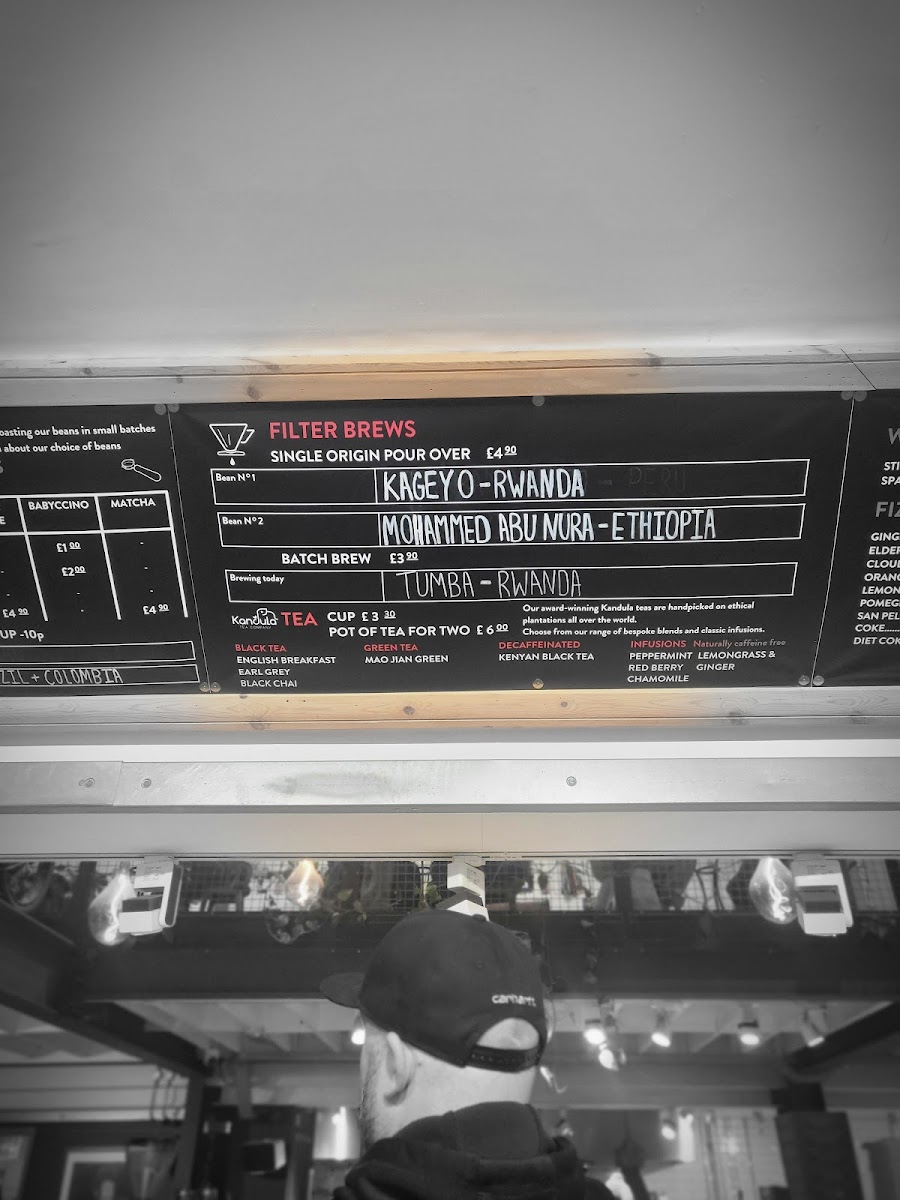 oasting our beans in small batches
about our choice of beans
BABYCCINO MATCHA
£1 00 -
£2 00 -
£4 90 - £4 90
UP -10p
ZIL + COLOMBIA
FILTER BREWS
SINGLE ORIGIN POUR OVER £4 90
Bean Nº1 KAGEYO - RWANDA PERU
Bean Nº2 MOHAMMED ABU NURA - ETHIOPIA
BATCH BREW £3 90
Brewing today TUMBA - RWANDA
Kandula TEA COMPANY TEA CUP £3 30
POT OF TEA FOR TWO £6 00
Our award-winning Kandula teas are handpicked on ethical
plantations all over the world.
Choose from our range of bespoke blends and classic infusions.
BLACK TEA
ENGLISH BREAKFAST
EARL GREY
BLACK CHAI
GREEN TEA
MAO JIAN GREEN
DECAFFEINATED
KENYAN BLACK TEA
INFUSIONS Naturally caffeine free
PEPPERMINT LEMONGRASS &
RED BERRY GINGER
CHAMOMILE
W
STI
SPA
FIZ
GING
ELDER
CLOU
ORAN
LEMON
POMEG
SAN PEL
COKE......
DIET COK
carhartt